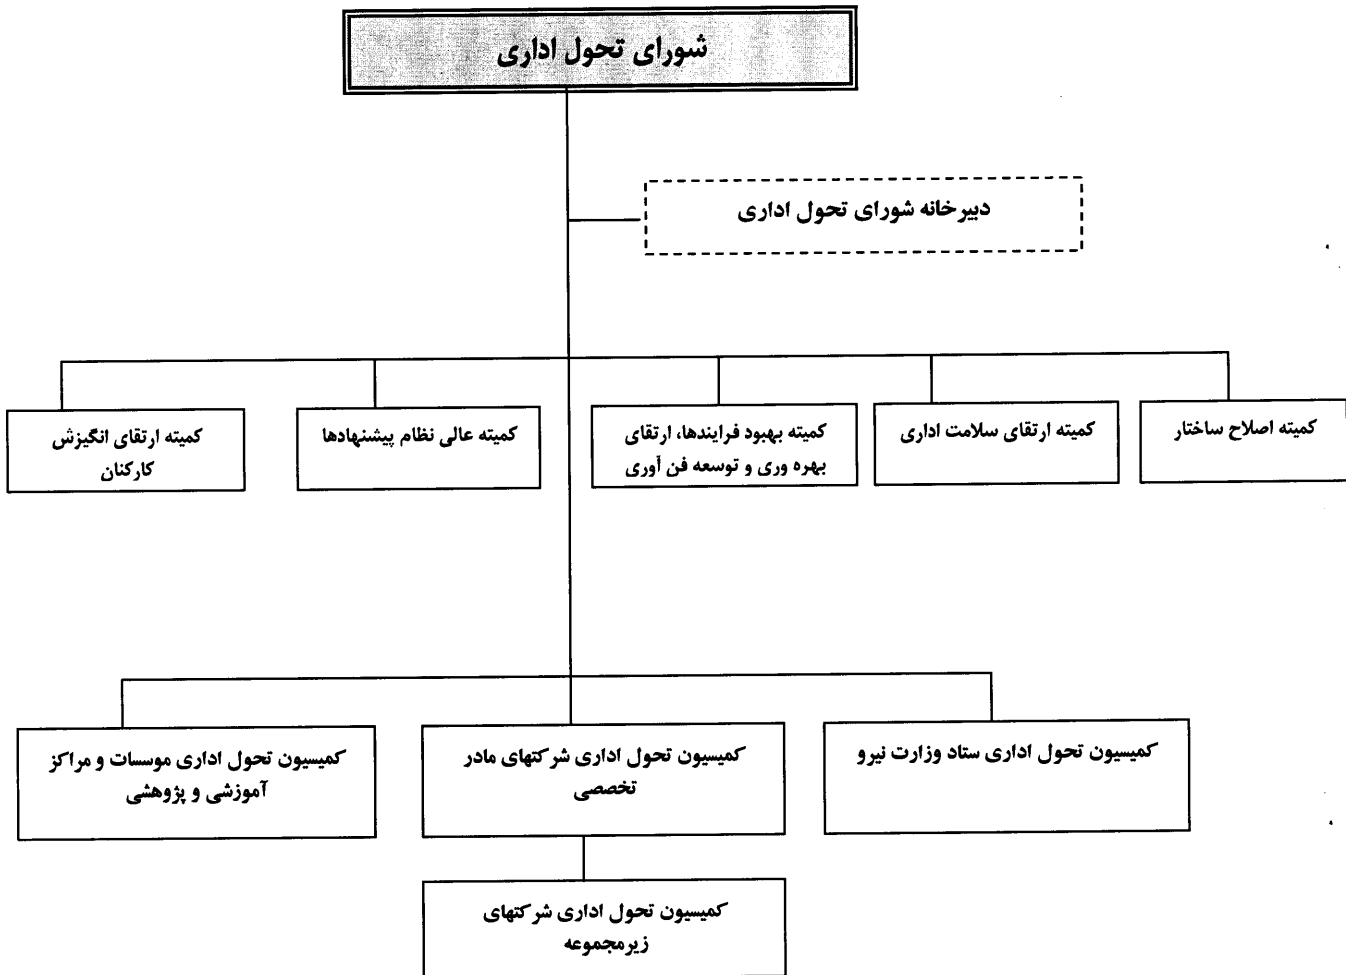 شورای تحول اداری
دبیرخانه شورای تحول اداری
کمیته اصلاح ساختار
کمیته ارتقای سلامت اداری
کمیته بهبود فرایندها، ارتقای
بهره وری و توسعه فن آوری
کمیته عالی نظام پیشنهادها
کمیته ارتقای انگیزش
کارکنان
کمیسیون تحول اداری ستاد وزارت نیرو
کمیسیون تحول اداری شرکتهای مادر
تخصصی
کمیسیون تحول اداری موسسات و مراکز
آموزشی و پژوهشی
کمیسیون تحول اداری شرکتهای
زیرمجموعه